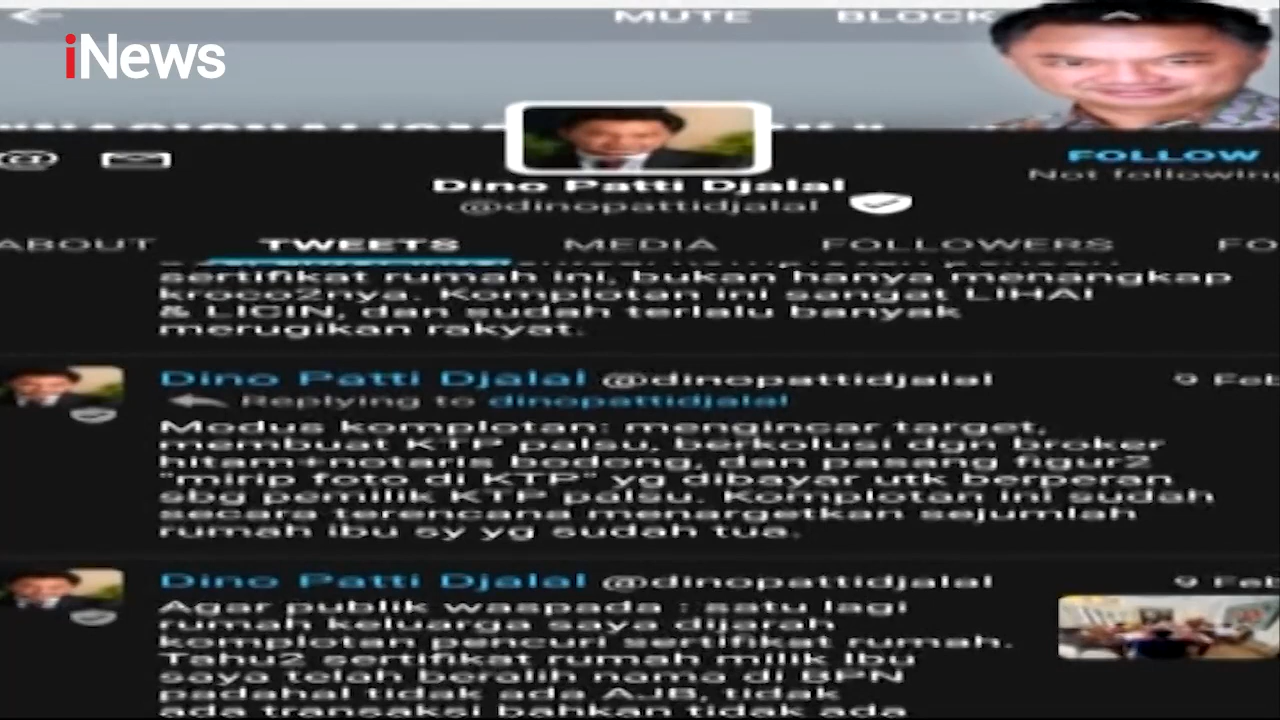 MUTE BLOCK
iNews
Dino Patti Djalal
@dinopattidjalal
FOLLOW
Not following
ABOUT TWEETS MEDIA FOLLOWERS FO
sertifikat rumah ini, bukan hanya menangkap
kroco2nya. Komplotan ini sangat LIHAI
& LICIN, dan sudah terlalu banyak
merugikan rakyat.
Dino Patti Djalal @dinopattidjalal 9 Feb
Replying to dinopattidjalal
Modus komplotan: mengincar target,
membuat KTP palsu, berkolusi dgn broker
hitam+notaris bodong, dan pasang figur2
"mirip foto di KTP" yg dibayar utk berperan
sbg pemilik KTP palsu. Komplotan ini sudah
secara terencana menargetkan sejumlah
rumah ibu sy yg sudah tua.
Dino Patti Djalal @dinopattidjalal 9 Feb
Agar publik waspada : satu lagi
rumah keluarga saya dijarah
komplotan pencuri sertifikat rumah.
Tahu2 sertifikat rumah milik Ibu
saya telah beralih nama di BPN
padahal tidak ada AJB, tidak
ada transaksi bahkan tidak ada